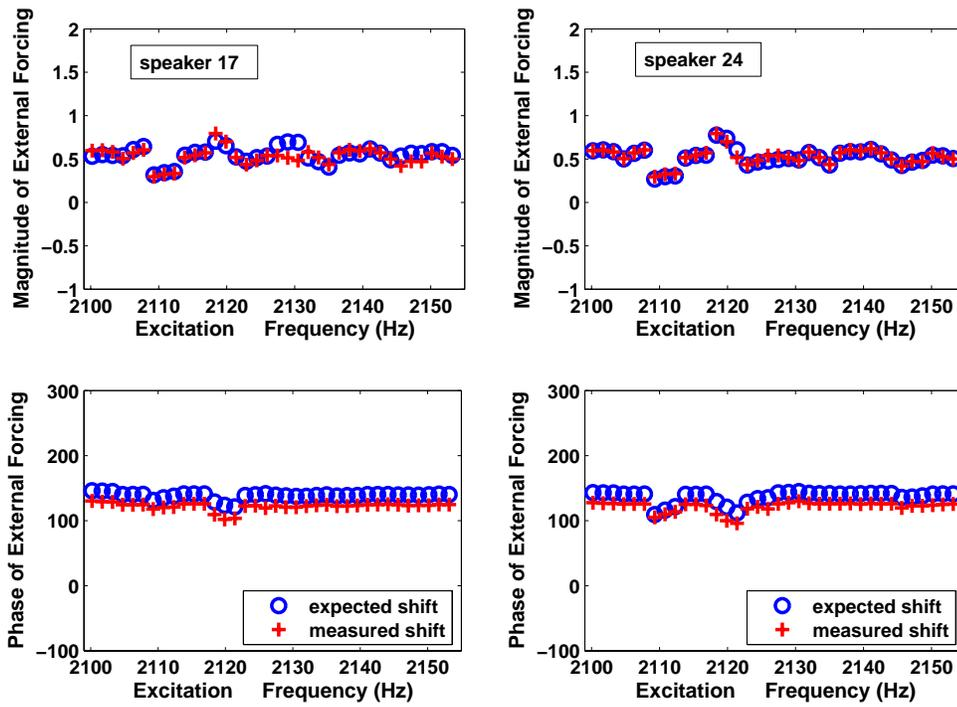 Magnitude of External Forcing
2
1.5
1
0.5
0
−0.5
−1
speaker 17
2100 2110 2120 2130 2140 2150
Excitation Frequency (Hz)
Magnitude of External Forcing
2
1.5
1
0.5
0
−0.5
−1
speaker 24
2100 2110 2120 2130 2140 2150
Excitation Frequency (Hz)
Phase of External Forcing
300
200
100
0
−100
expected shift
measured shift
2100 2110 2120 2130 2140 2150
Excitation Frequency (Hz)
Phase of External Forcing
300
200
100
0
−100
expected shift
measured shift
2100 2110 2120 2130 2140 2150
Excitation Frequency (Hz)